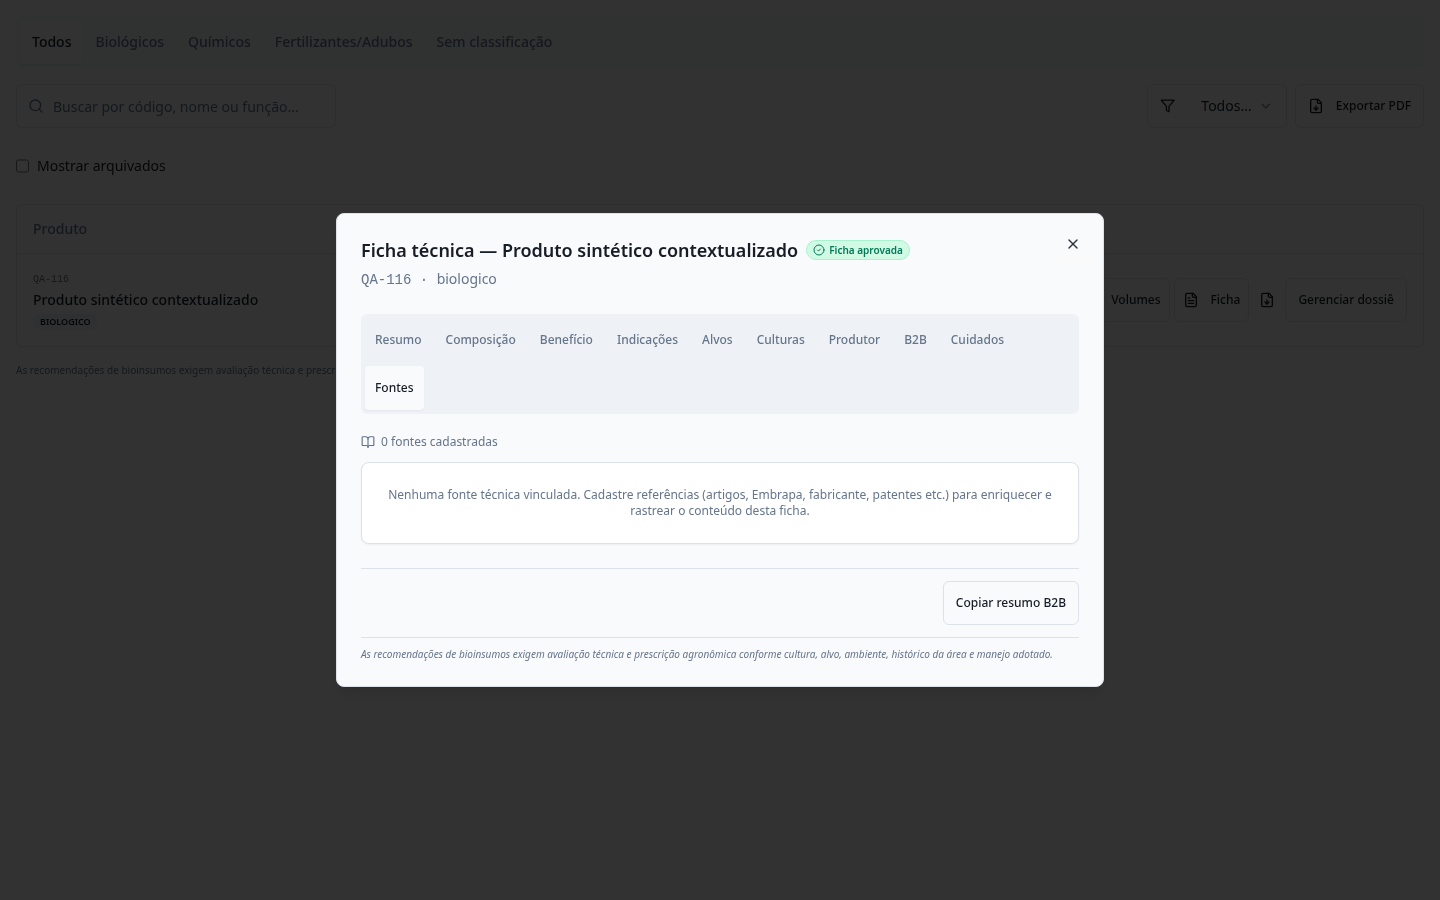 Todos Biológicos Químicos Fertilizantes/Adubos Sem classificação
Buscar por código, nome ou função...
Todos...
Exportar PDF
Mostrar arquivados
Produto
QA-116
Produto sintético contextualizado
BIOLOGICO
Volumes
Ficha
Gerenciar dossiê
As recomendações de bioinsumos exigem avaliação técnica e prescr
Ficha técnica — Produto sintético contextualizado
Ficha aprovada
QA-116 · biologico
Resumo Composição Benefício Indicações Alvos Culturas Produtor B2B Cuidados
Fontes
0 fontes cadastradas
Nenhuma fonte técnica vinculada. Cadastre referências (artigos, Embrapa, fabricante, patentes etc.) para enriquecer e
rastrear o conteúdo desta ficha.
Copiar resumo B2B
As recomendações de bioinsumos exigem avaliação técnica e prescrição agronômica conforme cultura, alvo, ambiente, histórico da área e manejo adotado.